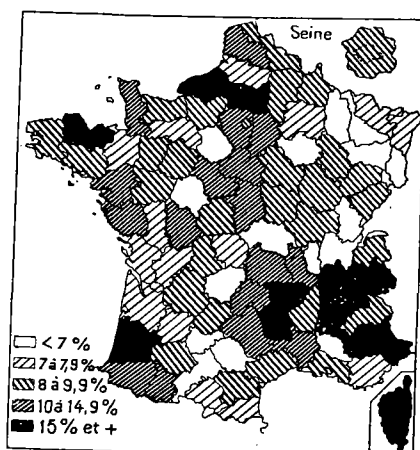 Seine
< 7 %
7 à 7,9 %
8 à 9,9 %
10 à 14,9 %
15 % et +